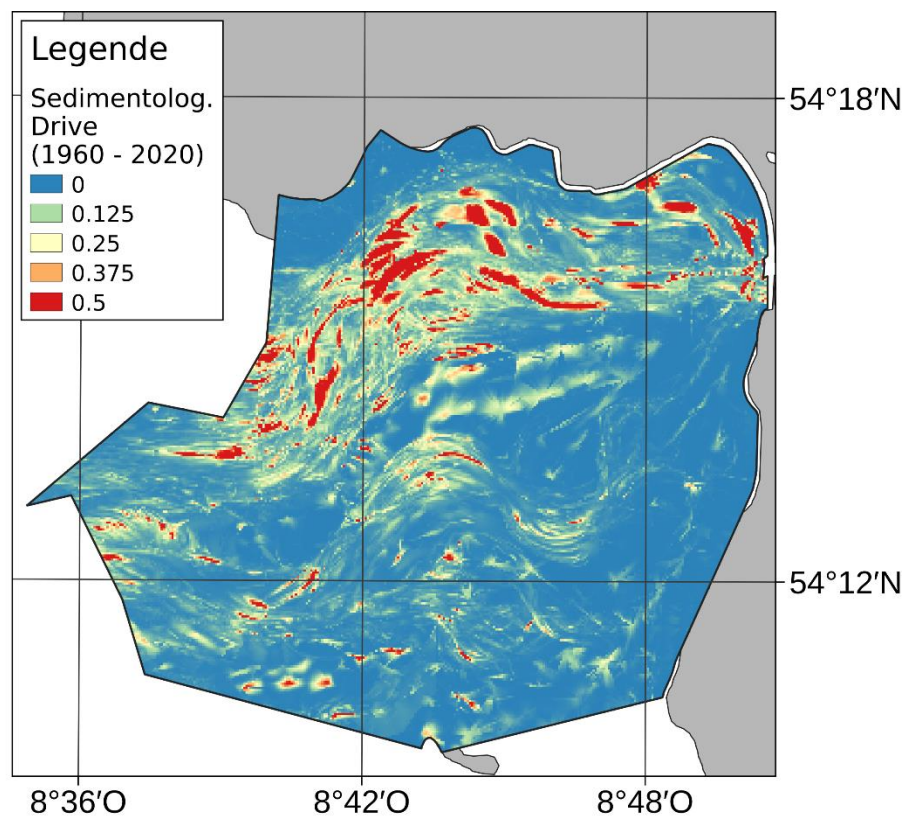 Legende
Sedimentolog.
Drive
(1960 - 2020)
0
0.125
0.25
0.375
0.5
54°18′N
54°12′N
8°36′O
8°42′O
8°48′O